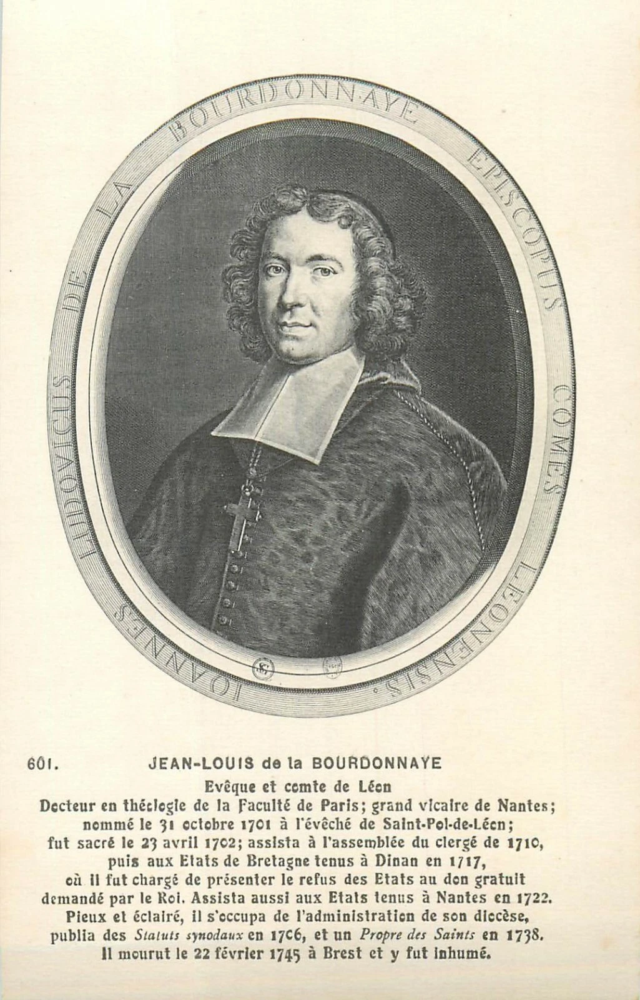 IOANNES LUDOVICUS DE LA BOURDONNAYE EPISCOPUS COMES LEONENSIS.
601. JEAN-LOUIS de la BOURDONNAYE
Evêque et comte de Léon
Docteur en théologie de la Faculté de Paris; grand vicaire de Nantes;
nommé le 31 octobre 1701 à l'évêché de Saint-Pol-de-Léon;
fut sacré le 23 avril 1702; assista à l'assemblée du clergé de 1710,
puis aux Etats de Bretagne tenus à Dinan en 1717,
où il fut chargé de présenter le refus des Etats au don gratuit
demandé par le Roi. Assista aussi aux Etats tenus à Nantes en 1722.
Pieux et éclairé, il s'occupa de l'administration de son diocèse,
publia des Statuts synodaux en 1706, et un Propre des Saints en 1738.
Il mourut le 22 février 1745 à Brest et y fut inhumé.